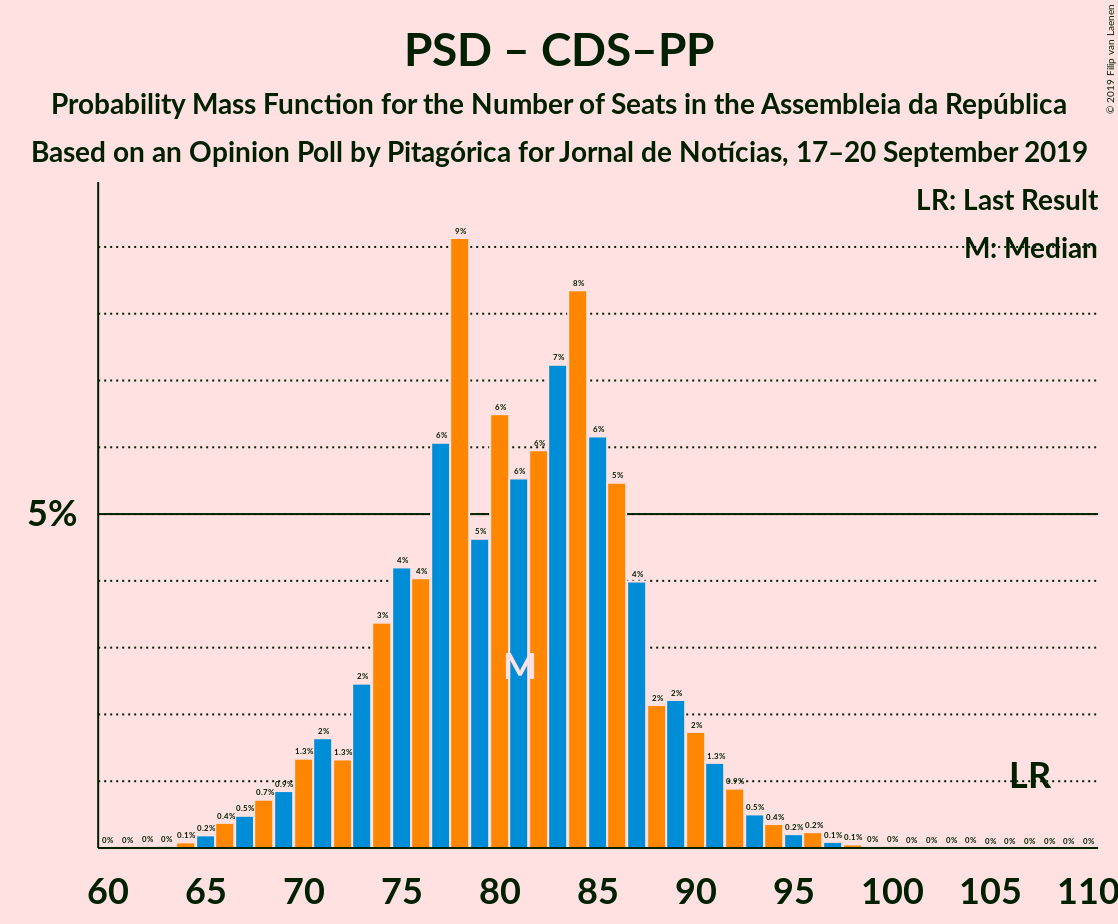 PSD – CDS–PP
Probability Mass Function for the Number of Seats in the Assembleia da República
Based on an Opinion Poll by Pitagórica for Jornal de Notícias, 17–20 September 2019
© 2019 Filip van Laenen
LR: Last Result
M: Median
5%
0% 0% 0% 0% 0.1% 0.2% 0.4% 0.5% 0.7% 0.9% 1.3% 2% 1.3% 2% 3% 4% 4% 6% 9% 5% 6% 6% 6% 7% 8% 6% 5% 4% 2% 2% 2% 1.3% 0.9% 0.5% 0.4% 0.2% 0.2% 0.1% 0.1% 0% 0% 0% 0% 0% 0% 0% 0% 0% 0% 0% 0%
M
LR
60 65 70 75 80 85 90 95 100 105 110